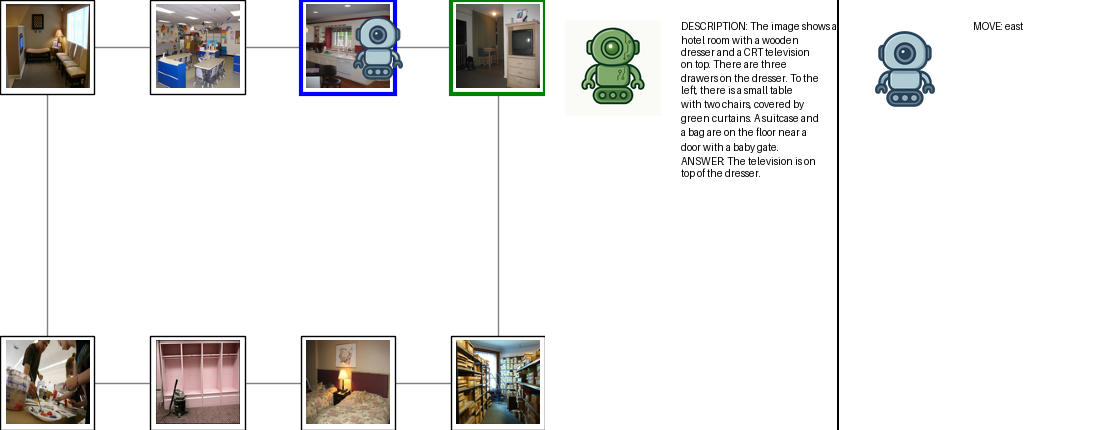 DESCRIPTION: The image shows a
hotel room with a wooden
dresser and a CRT television
on top. There are three
drawers on the dresser. To the
left, there is a small table
with two chairs, covered by
green curtains. A suitcase and
a bag are on the floor near a
door with a baby gate.
ANSWER: The television is on
top of the dresser.
MOVE: east